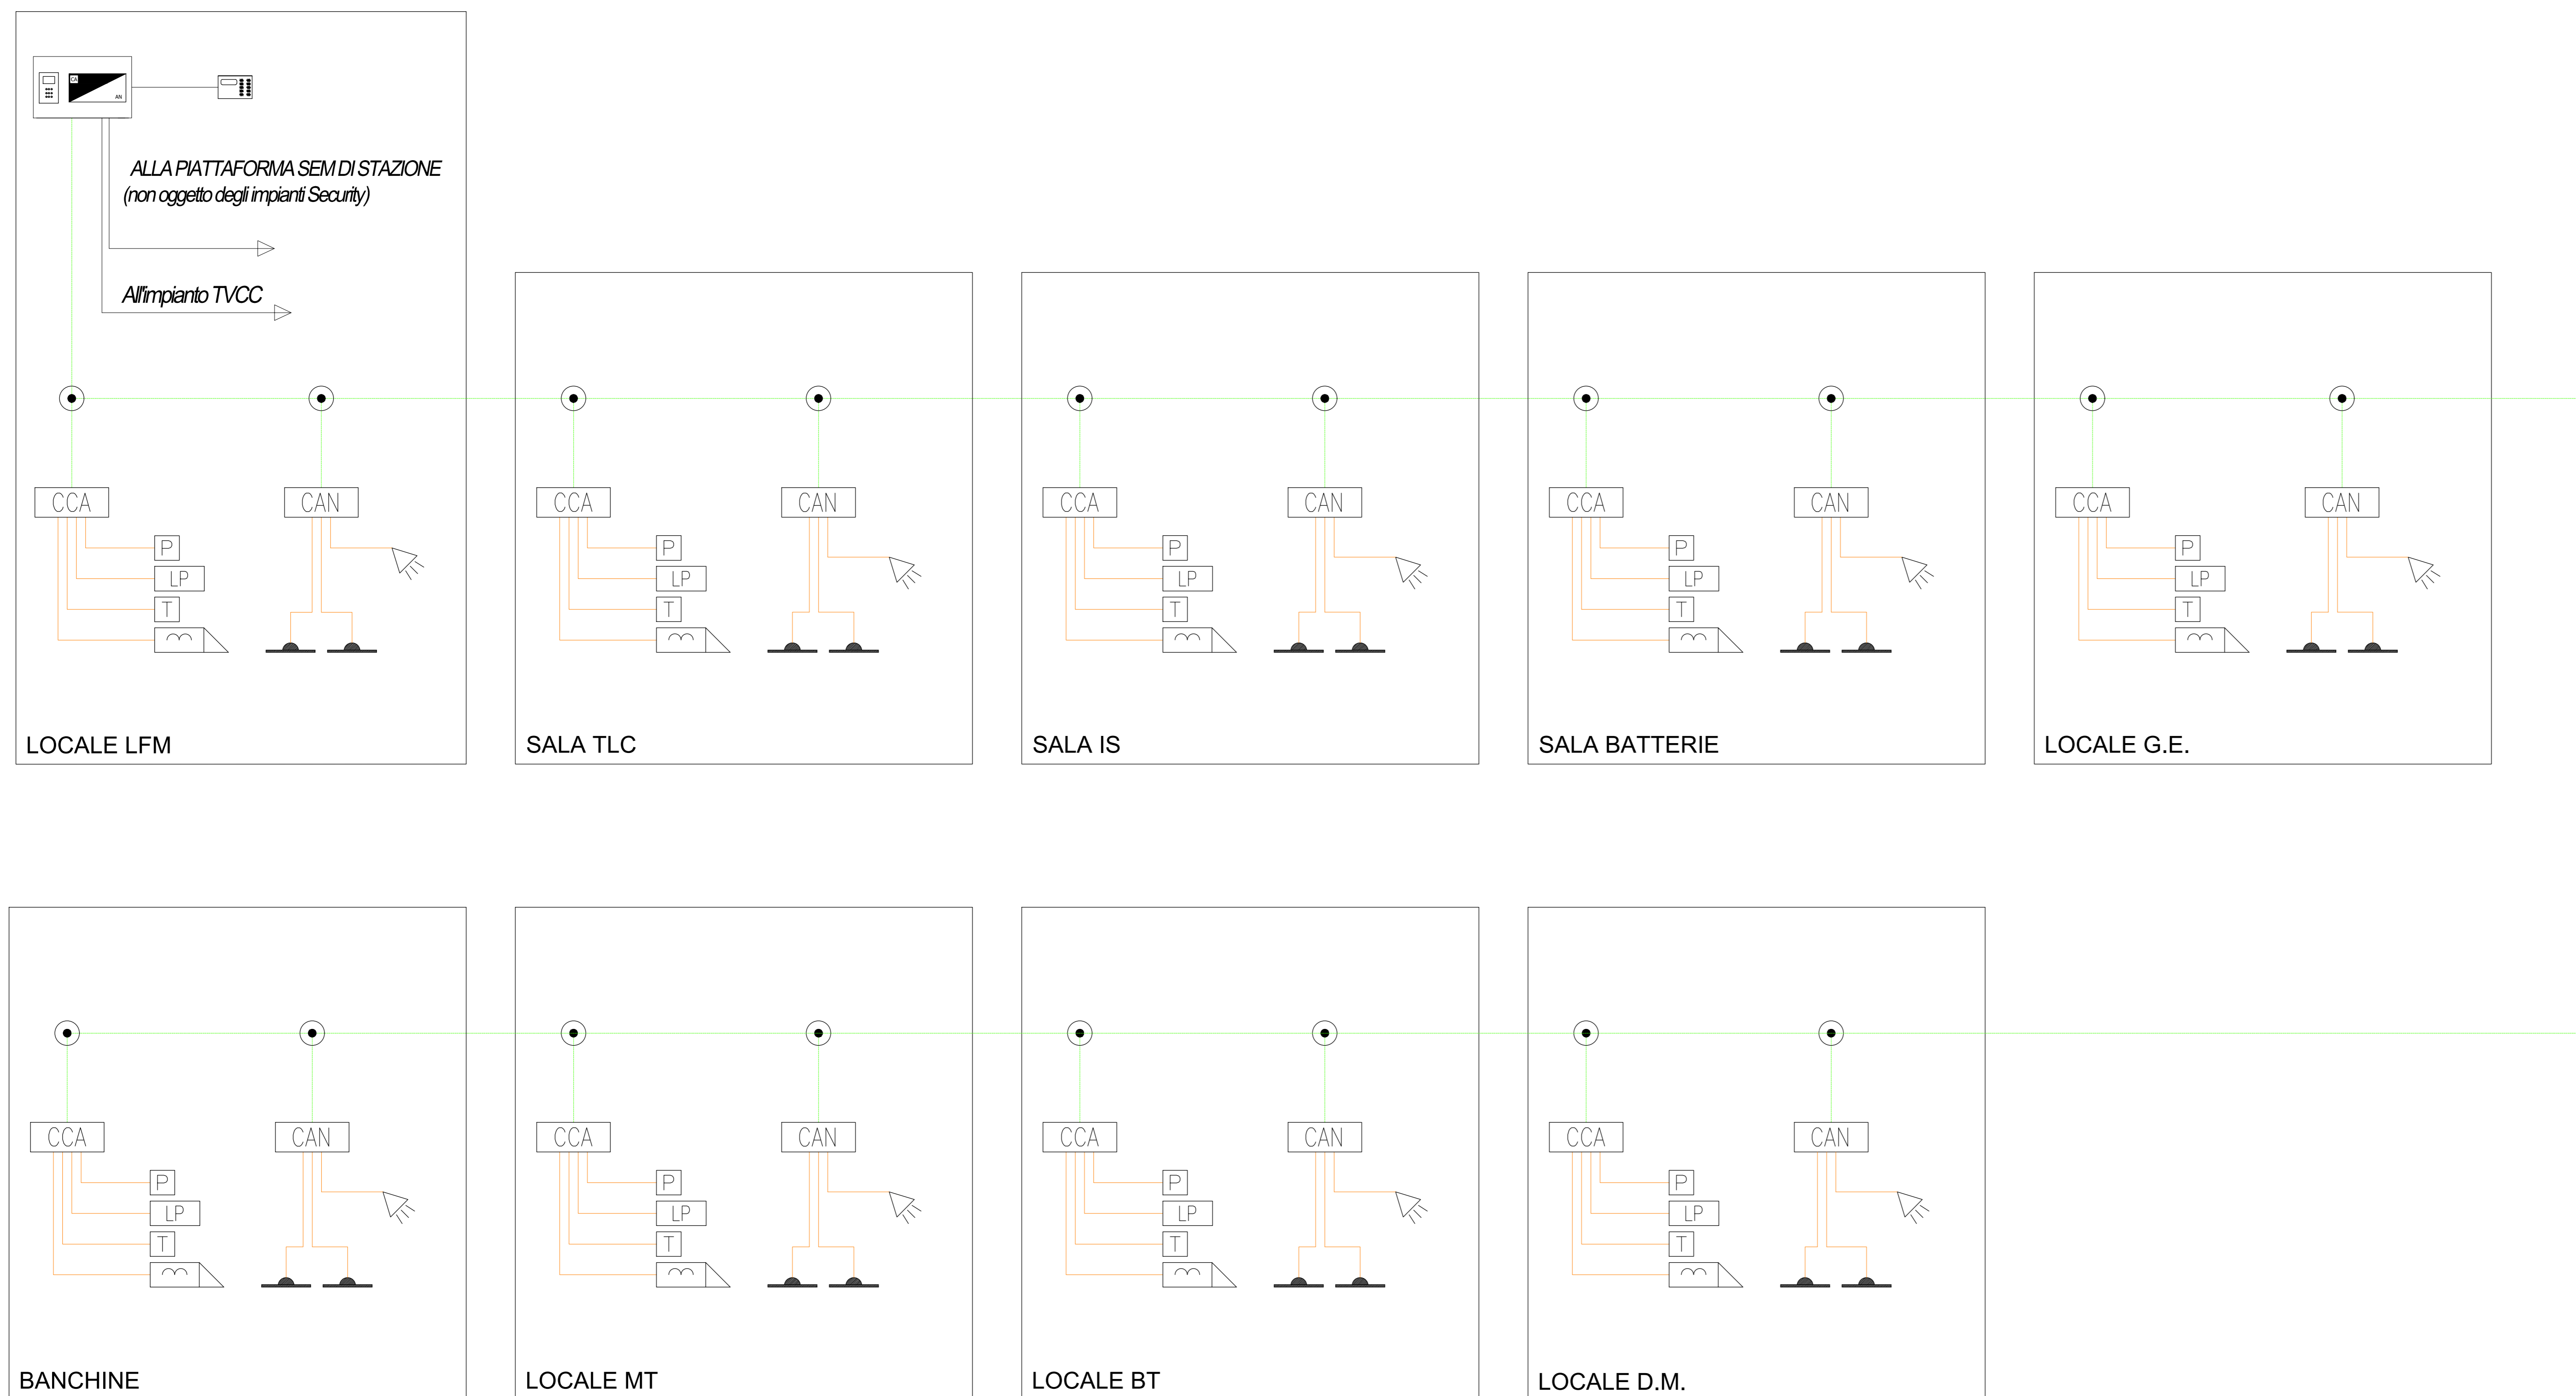 CA
AN
ALLA PIATTAFORMA SEM DI STAZIONE
(non oggetto degli impianti Security)
All'impianto TVCC
CCA
CAN
P
LP
T
LOCALE LFM
CCA
CAN
P
LP
T
SALA TLC
CCA
CAN
P
LP
T
SALA IS
CCA
CAN
P
LP
T
SALA BATTERIE
CCA
CAN
P
LP
T
LOCALE G.E.
CCA
CAN
P
LP
T
BANCHINE
CCA
CAN
P
LP
T
LOCALE MT
CCA
CAN
P
LP
T
LOCALE BT
CCA
CAN
P
LP
T
LOCALE D.M.